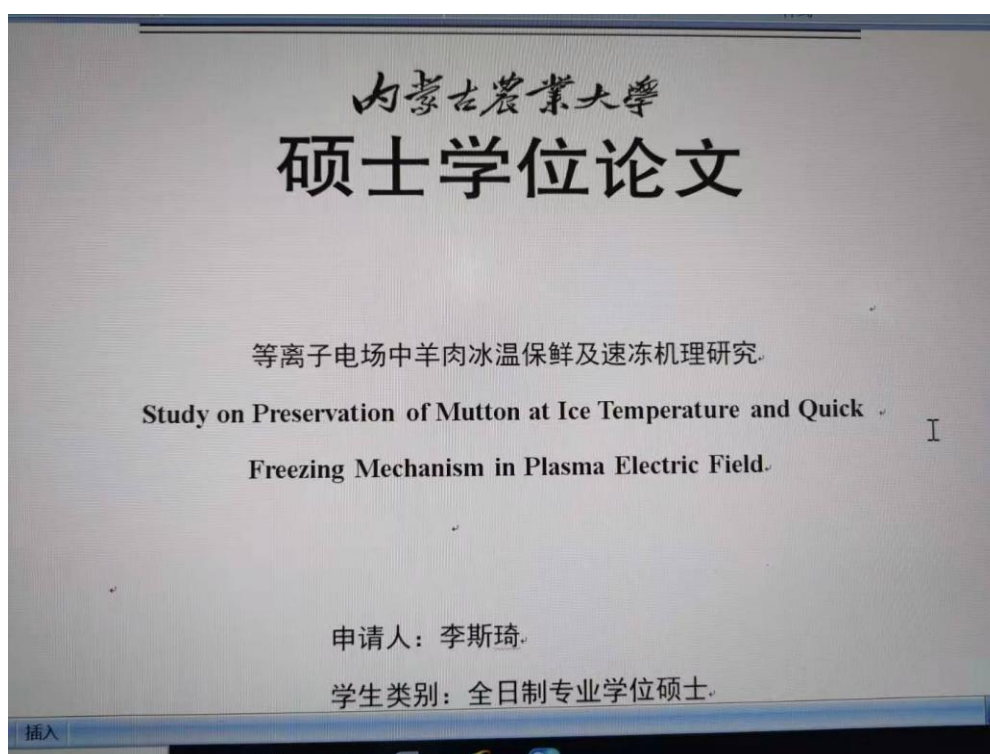 内蒙古农业大学
硕士学位论文
等离子电场中羊肉冰温保鲜及速冻机理研究
Study on Preservation of Mutton at Ice Temperature and Quick
Freezing Mechanism in Plasma Electric Field
申请人：李斯琦
学生类别：全日制专业学位硕士
插入